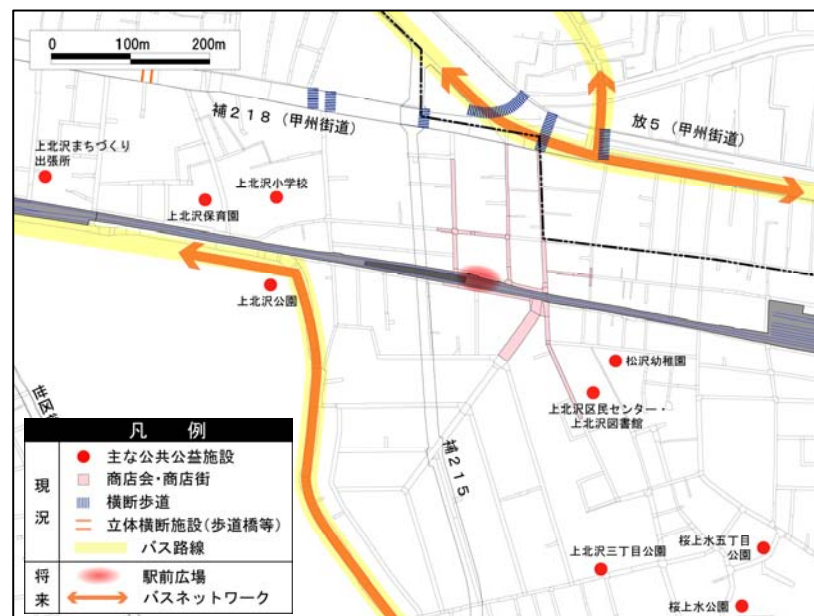 0 100m 200m
補218（甲州街道）
放5（甲州街道）
上北沢まちづくり
出張所
上北沢小学校
上北沢保育園
上北沢公園
松沢幼稚園
上北沢区民センター・
上北沢図書館
補215
世区街
上北沢三丁目公園
桜上水五丁目
公園
桜上水公園
凡 例
現況
主な公共公益施設
商店会・商店街
横断歩道
立体横断施設（歩道橋等）
バス路線
将来
駅前広場
バスネットワーク